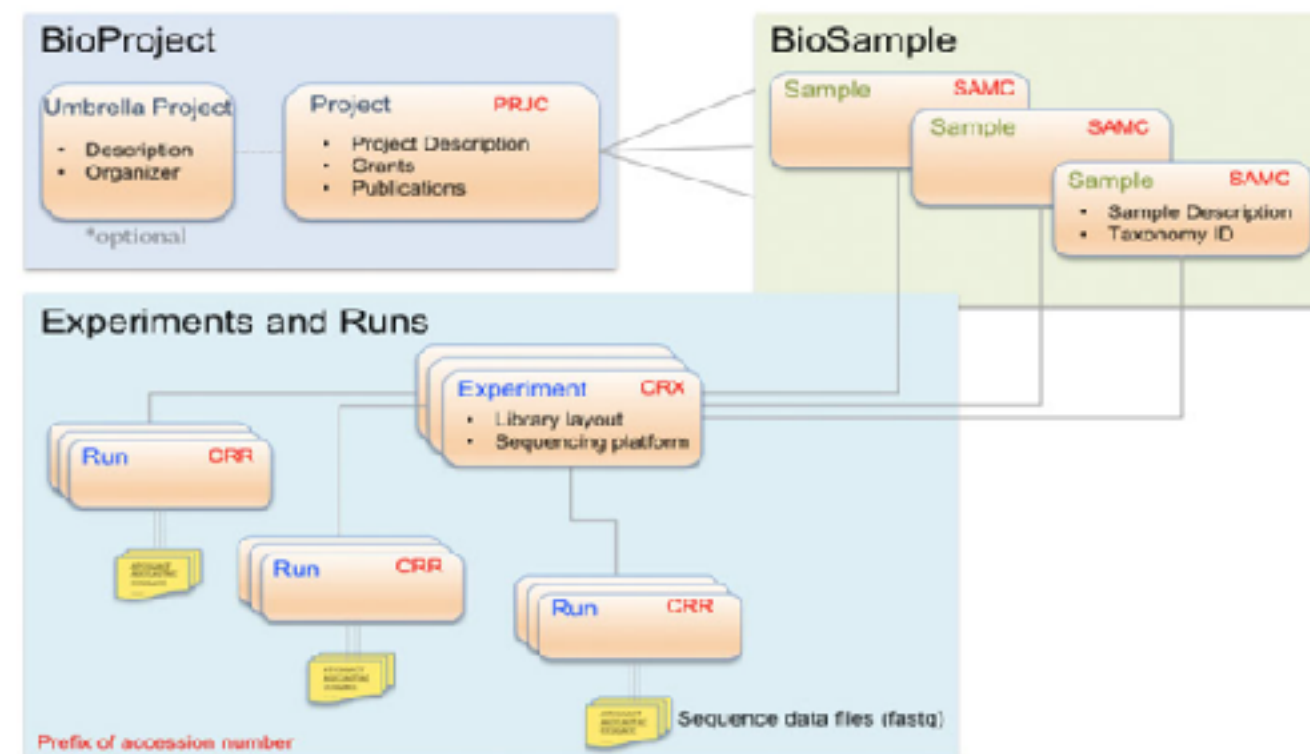 BioProject
Umbrella Project
- Description
• Organizer
*optional
Project PRJC
• Project Description
• Grants
• Publications
BioSample
Sample SAMC
Sample SAMC
Sample SAMC
• Sample Description
• Taxonomy ID
Experiments and Runs
Experiment CRX
• Library layout
• Sequencing platform
Run CRR
Run CRR
Run CRR
Sequence data files (fastq)
Prefix of accession number